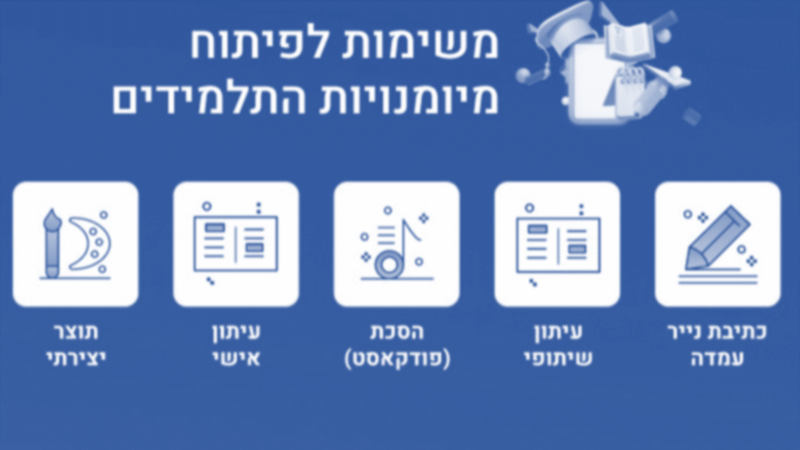 משימות לפיתוח
מיומנויות התלמידים
כתיבת נייר
עמדה
עיתון
שיתופי
הסכת
(פודקאסט)
עיתון
אישי
תוצר
יצירתי